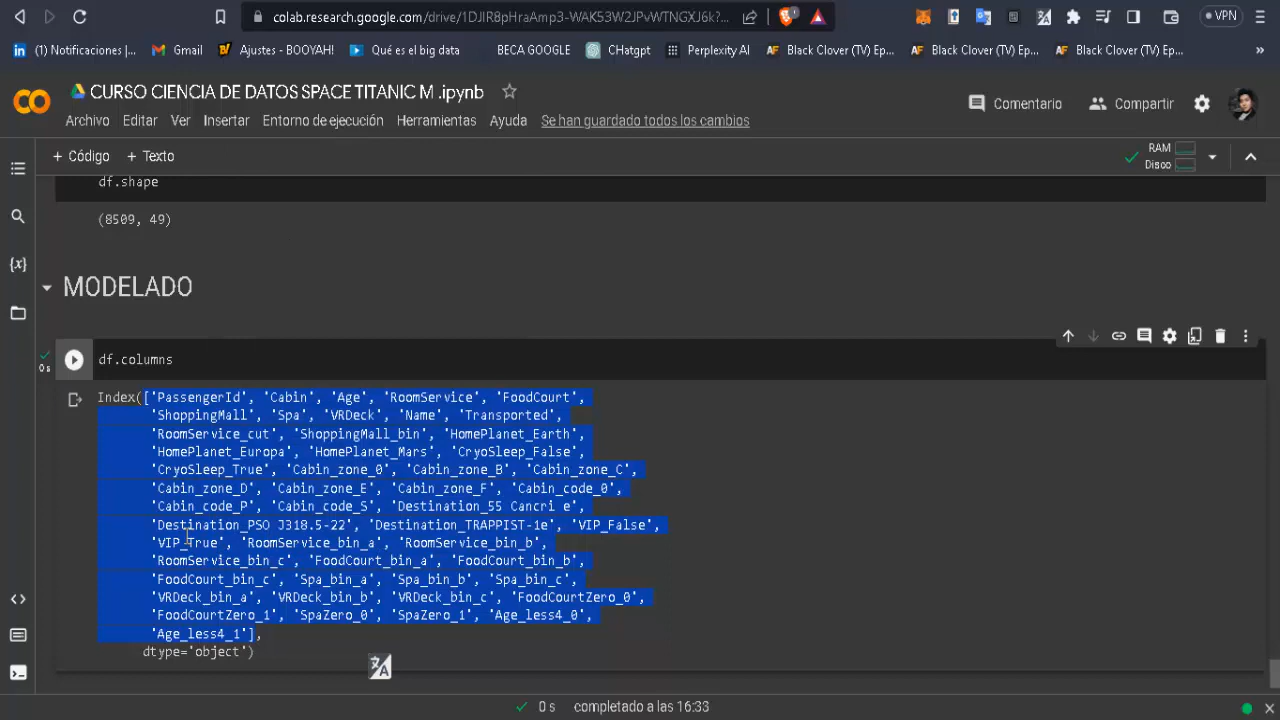 colab.research.google.com/drive/1DJIR8pHraAmp3-WAK53W2JPvWTNGXJ6k?...
VPN
(1) Notificaciones |...
Gmail
Ajustes - BOOYAH!
Qué es el big data
BECA GOOGLE
CHatgpt
Perplexity AI
Black Clover (TV) Ep...
Black Clover (TV) Ep...
Black Clover (TV) Ep...
CURSO CIENCIA DE DATOS SPACE TITANIC M .ipynb
Comentario
Compartir
Archivo Editar Ver Insertar Entorno de ejecución Herramientas Ayuda Se han guardado todos los cambios
+ Código + Texto
RAM
Disco
df.shape
(8509, 49)
MODELADO
df.columns
0s
Index(['PassengerId', 'Cabin', 'Age', 'RoomService', 'FoodCourt',
'ShoppingMall', 'Spa', 'VRDeck', 'Name', 'Transported',
'RoomService_cut', 'ShoppingMall_bin', 'HomePlanet_Earth',
'HomePlanet_Europa', 'HomePlanet_Mars', 'CryoSleep_False',
'CryoSleep_True', 'Cabin_zone_0', 'Cabin_zone_B', 'Cabin_zone_C',
'Cabin_zone_D', 'Cabin_zone_E', 'Cabin_zone_F', 'Cabin_code_0',
'Cabin_code_P', 'Cabin_code_S', 'Destination_55 Cancri e',
'Destination_PSO J318.5-22', 'Destination_TRAPPIST-1e', 'VIP_False',
'VIP_True', 'RoomService_bin_a', 'RoomService_bin_b',
'RoomService_bin_c', 'FoodCourt_bin_a', 'FoodCourt_bin_b',
'FoodCourt_bin_c', 'Spa_bin_a', 'Spa_bin_b', 'Spa_bin_c',
'VRDeck_bin_a', 'VRDeck_bin_b', 'VRDeck_bin_c', 'FoodCourtZero_0',
'FoodCourtZero_1', 'SpaZero_0', 'SpaZero_1', 'Age_less4_0',
'Age_less4_1'],
dtype='object')
0 s completado a las 16:33